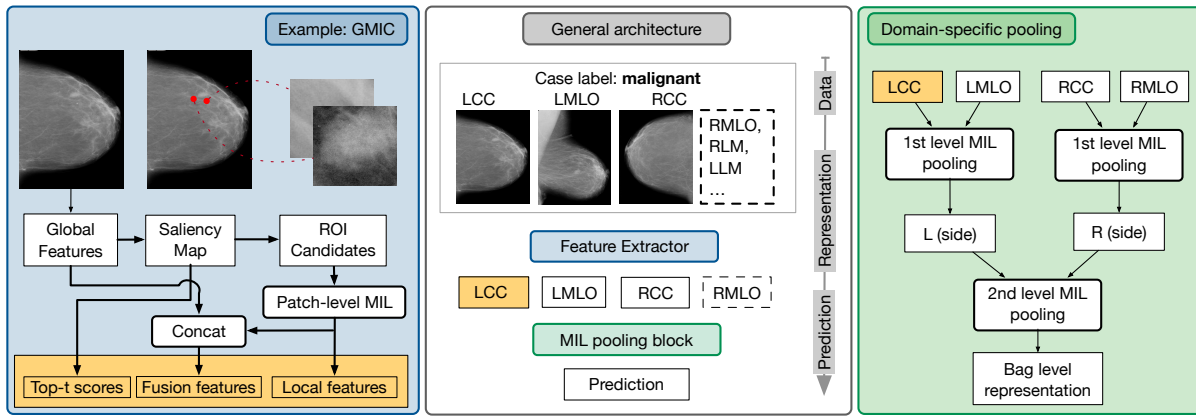 Example: GMIC
Global
Features
Saliency
Map
ROI
Candidates
Patch-level MIL
Concat
Top-t scores
Fusion features
Local features
General architecture
Case label: malignant
LCC
LMLO
RCC
RMLO,
RLM,
LLM
...
Feature Extractor
LCC
LMLO
RCC
RMLO
MIL pooling block
Prediction
Data
Representation
Prediction
Domain-specific pooling
LCC
LMLO
RCC
RMLO
1st level MIL
pooling
1st level MIL
pooling
L (side)
R (side)
2nd level MIL
pooling
Bag level
representation